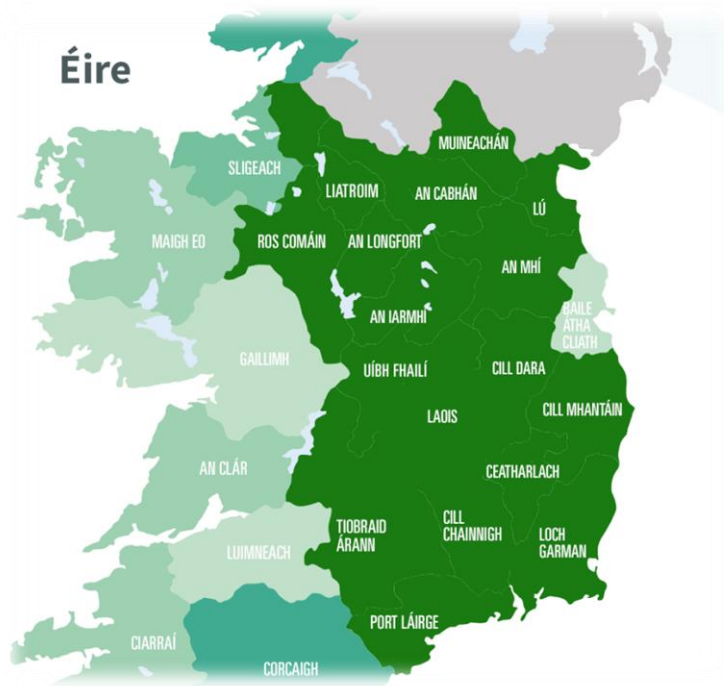 Éire
MUINEACHÁN
SLIGEACH
LIATROIM
AN CABHÁN
LÚ
MAIGH EO
ROS COMÁIN
AN LONGFORT
AN MHÍ
AN IARMHÍ
BAILE
ÁTHA
CLIATH
GAILLIMH
UÍBH FHAILÍ
CILL DARA
LAOIS
CILL MHANTÁIN
AN CLÁR
CEATHARLACH
TIOBRAID
ÁRANN
CILL
CHAINNIGH
LOCH
GARMAN
LUIMNEACH
PORT LÁIRGE
CIARRAÍ
CORCAIGH